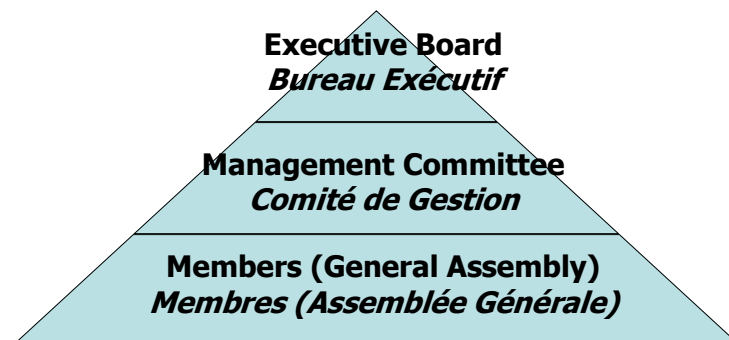 Executive Board
Bureau Exécutif
Management Committee
Comité de Gestion
Members (General Assembly)
Membres (Assemblée Générale)